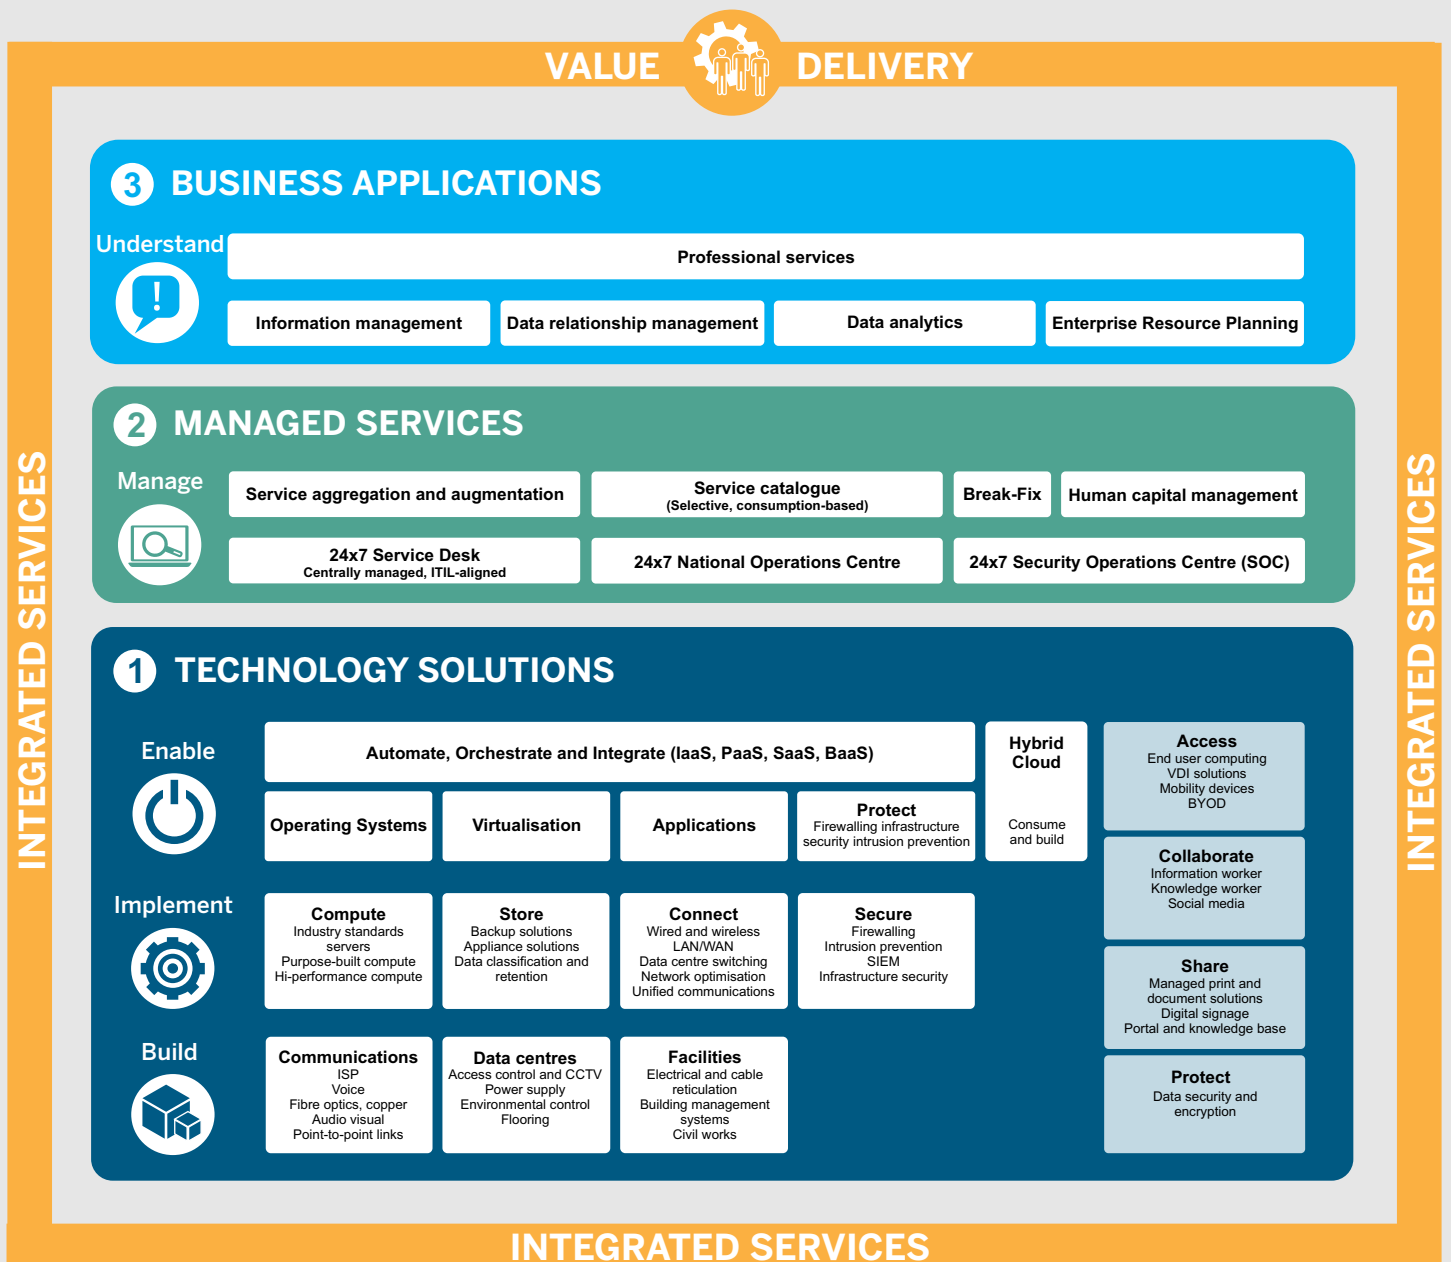 VALUE DELIVERY
3 BUSINESS APPLICATIONS
Understand
!
Professional services
Information management
Data relationship management
Data analytics
Enterprise Resource Planning
2 MANAGED SERVICES
Manage
Service aggregation and augmentation
Service catalogue
(Selective, consumption-based)
Break-Fix
Human capital management
24x7 Service Desk
Centrally managed, ITIL-aligned
24x7 National Operations Centre
24x7 Security Operations Centre (SOC)
1 TECHNOLOGY SOLUTIONS
Enable
Automate, Orchestrate and Integrate (IaaS, PaaS, SaaS, BaaS)
Operating Systems
Virtualisation
Applications
Protect
Firewalling infrastructure
security intrusion prevention
Hybrid
Cloud
Consume
and build
Implement
Compute
Industry standards
servers
Purpose-built compute
Hi-performance compute
Store
Backup solutions
Appliance solutions
Data classification and
retention
Connect
Wired and wireless
LAN/WAN
Data centre switching
Network optimisation
Unified communications
Secure
Firewalling
Intrusion prevention
SIEM
Infrastructure security
Build
Communications
ISP
Voice
Fibre optics, copper
Audio visual
Point-to-point links
Data centres
Access control and CCTV
Power supply
Environmental control
Flooring
Facilities
Electrical and cable
reticulation
Building management
systems
Civil works
Access
End user computing
VDI solutions
Mobility devices
BYOD
Collaborate
Information worker
Knowledge worker
Social media
Share
Managed print and
document solutions
Digital signage
Portal and knowledge base
Protect
Data security and
encryption
INTEGRATED SERVICES
INTEGRATED SERVICES
INTEGRATED SERVICES